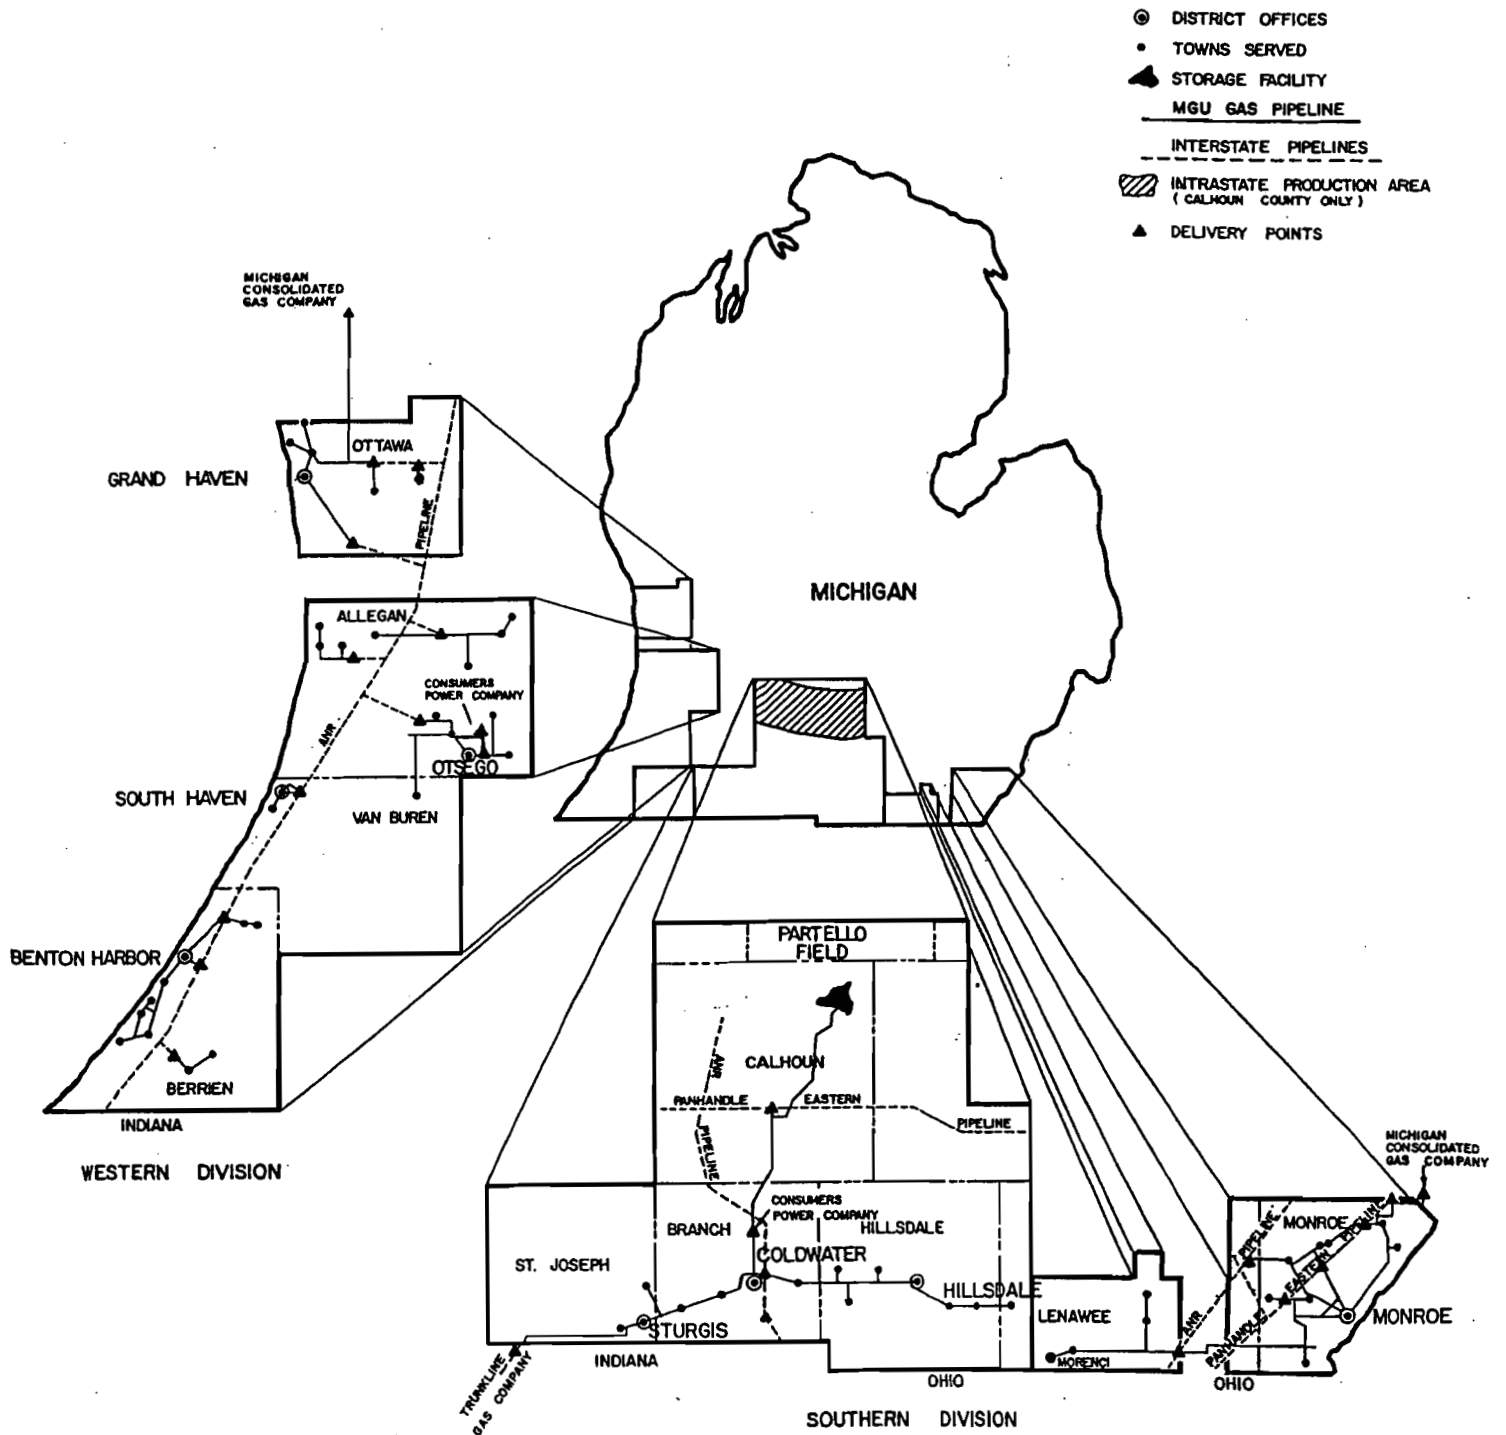 DISTRICT OFFICES
TOWNS SERVED
STORAGE FACILITY
MGU GAS PIPELINE
INTERSTATE PIPELINES
INTRASTATE PRODUCTION AREA
( CALHOUN COUNTY ONLY )
DELIVERY POINTS
MICHIGAN
CONSOLIDATED
GAS COMPANY
OTTAWA
GRAND HAVEN
PIPELINE
MICHIGAN
ALLEGAN
CONSUMERS
POWER COMPANY
ANR
OTSEGO
SOUTH HAVEN
VAN BUREN
BENTON HARBOR
BERRIEN
INDIANA
WESTERN DIVISION
PARTELLO
FIELD
CALHOUN
ANR
PANHANDLE EASTERN
PIPELINE
PIPELINE
CONSUMERS
POWER COMPANY
BRANCH
HILLSDALE
ST. JOSEPH
COLDWATER
HILLSDALE
STURGIS
INDIANA
TRUNKLINE
GAS COMPANY
OHIO
LENAWEE
MORENCI
SOUTHERN DIVISION
MICHIGAN
CONSOLIDATED
GAS COMPANY
MONROE
ANR
PIPELINE
PANHANDLE
EASTERN
PIPELINE
MONROE
OHIO